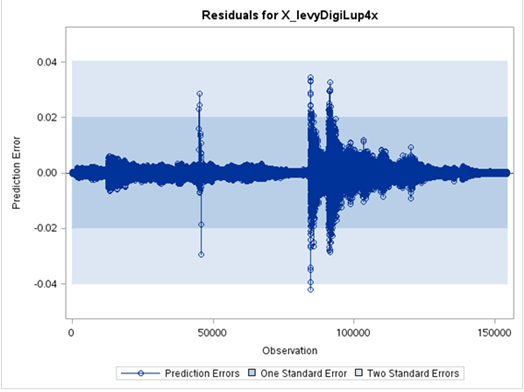 Residuals for X_levyDigiLup4x
0.04
0.02
0.00
-0.02
-0.04
Prediction Error
0
50000
100000
150000
Observation
Prediction Errors
One Standard Error
Two Standard Errors